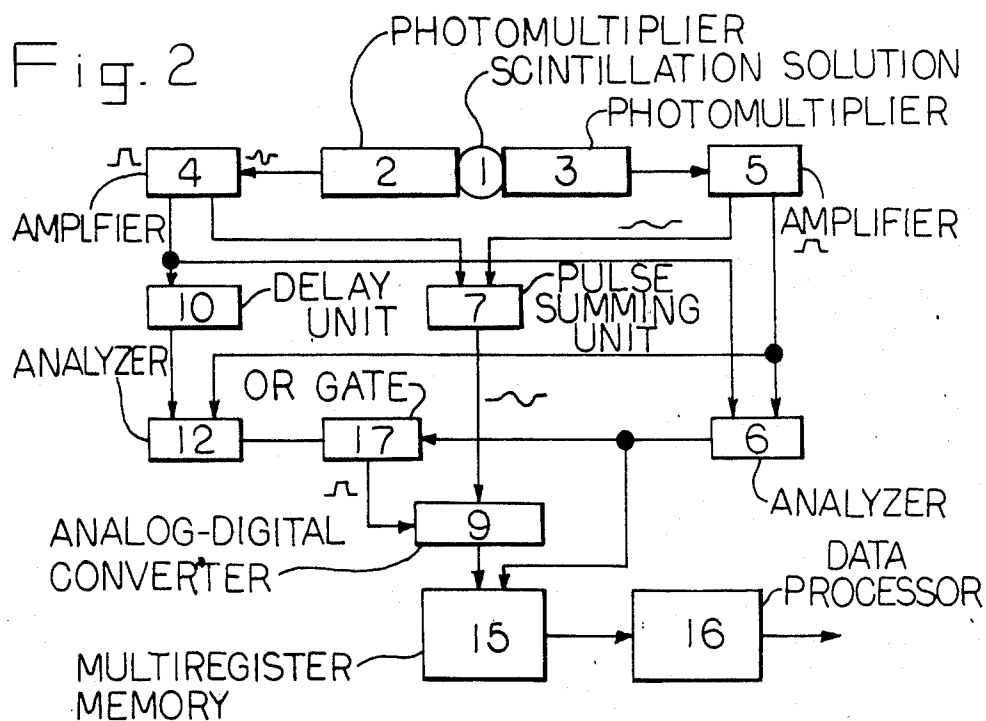 Fig. 2
PHOTOMULTIPLIER
SCINTILLATION SOLUTION
PHOTOMULTIPLIER
4
2
1
3
5
AMPLFIER
AMPLIFIER
10
DELAY
UNIT
7
PULSE
SUMMING
UNIT
ANALYZER
OR GATE
12
17
6
ANALYZER
9
ANALOG-DIGITAL
CONVERTER
DATA
PROCESSOR
15
16
MULTIREGISTER
MEMORY